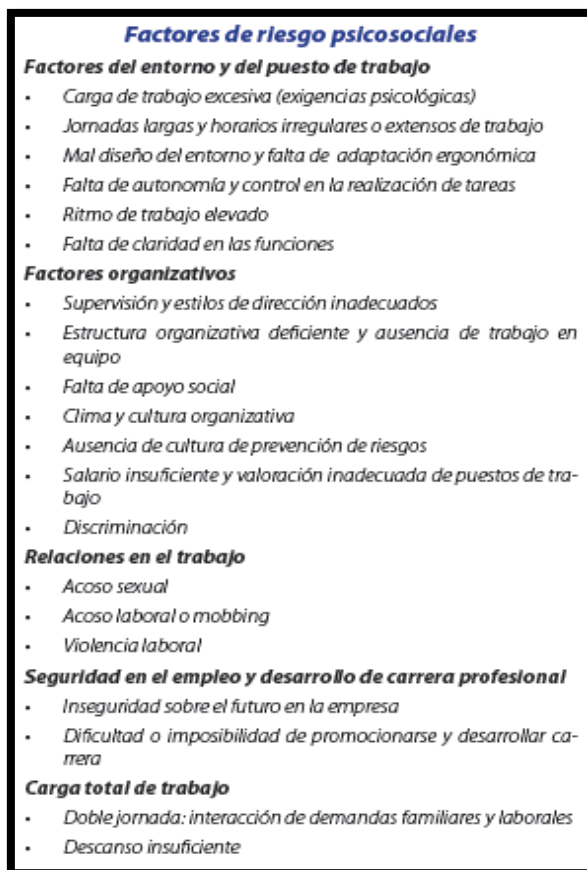 Factores de riesgo psicosociales
Factores del entorno y del puesto de trabajo
• Carga de trabajo excesiva (exigencias psicológicas)
• Jornadas largas y horarios irregulares o extensos de trabajo
• Mal diseño del entorno y falta de adaptación ergonómica
• Falta de autonomía y control en la realización de tareas
• Ritmo de trabajo elevado
• Falta de claridad en las funciones
Factores organizativos
• Supervisión y estilos de dirección inadecuados
• Estructura organizativa deficiente y ausencia de trabajo en
equipo
• Falta de apoyo social
• Clima y cultura organizativa
• Ausencia de cultura de prevención de riesgos
• Salario insuficiente y valoración inadecuada de puestos de tra-
bajo
• Discriminación
Relaciones en el trabajo
• Acoso sexual
• Acoso laboral o mobbing
• Violencia laboral
Seguridad en el empleo y desarrollo de carrera profesional
• Inseguridad sobre el futuro en la empresa
• Dificultad o imposibilidad de promocionarse y desarrollar ca-
rrera
Carga total de trabajo
• Doble jornada: interacción de demandas familiares y laborales
• Descanso insuficiente